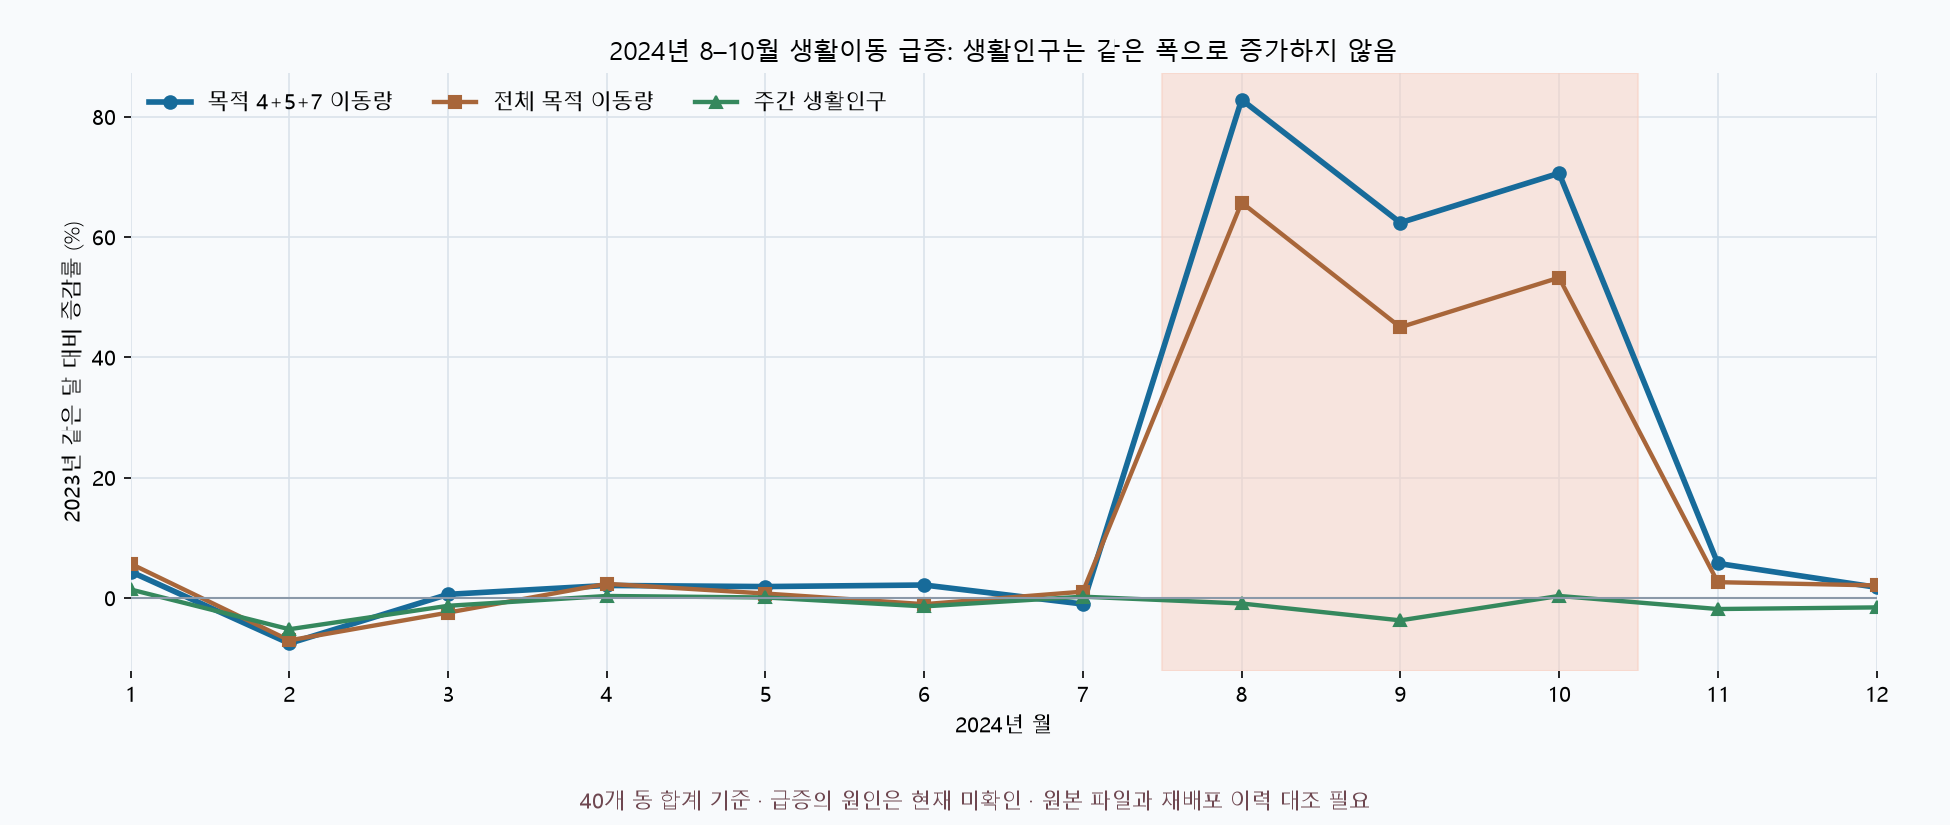 2024년 8–10월 생활이동 급증: 생활인구는 같은 폭으로 증가하지 않음
목적 4+5+7 이동량 전체 목적 이동량 주간 생활인구
2023년 같은 달 대비 증감률 (%)
80
60
40
20
0
1 2 3 4 5 6 7 8 9 10 11 12
2024년 월
40개 동 합계 기준 · 급증의 원인은 현재 미확인 · 원본 파일과 재배포 이력 대조 필요